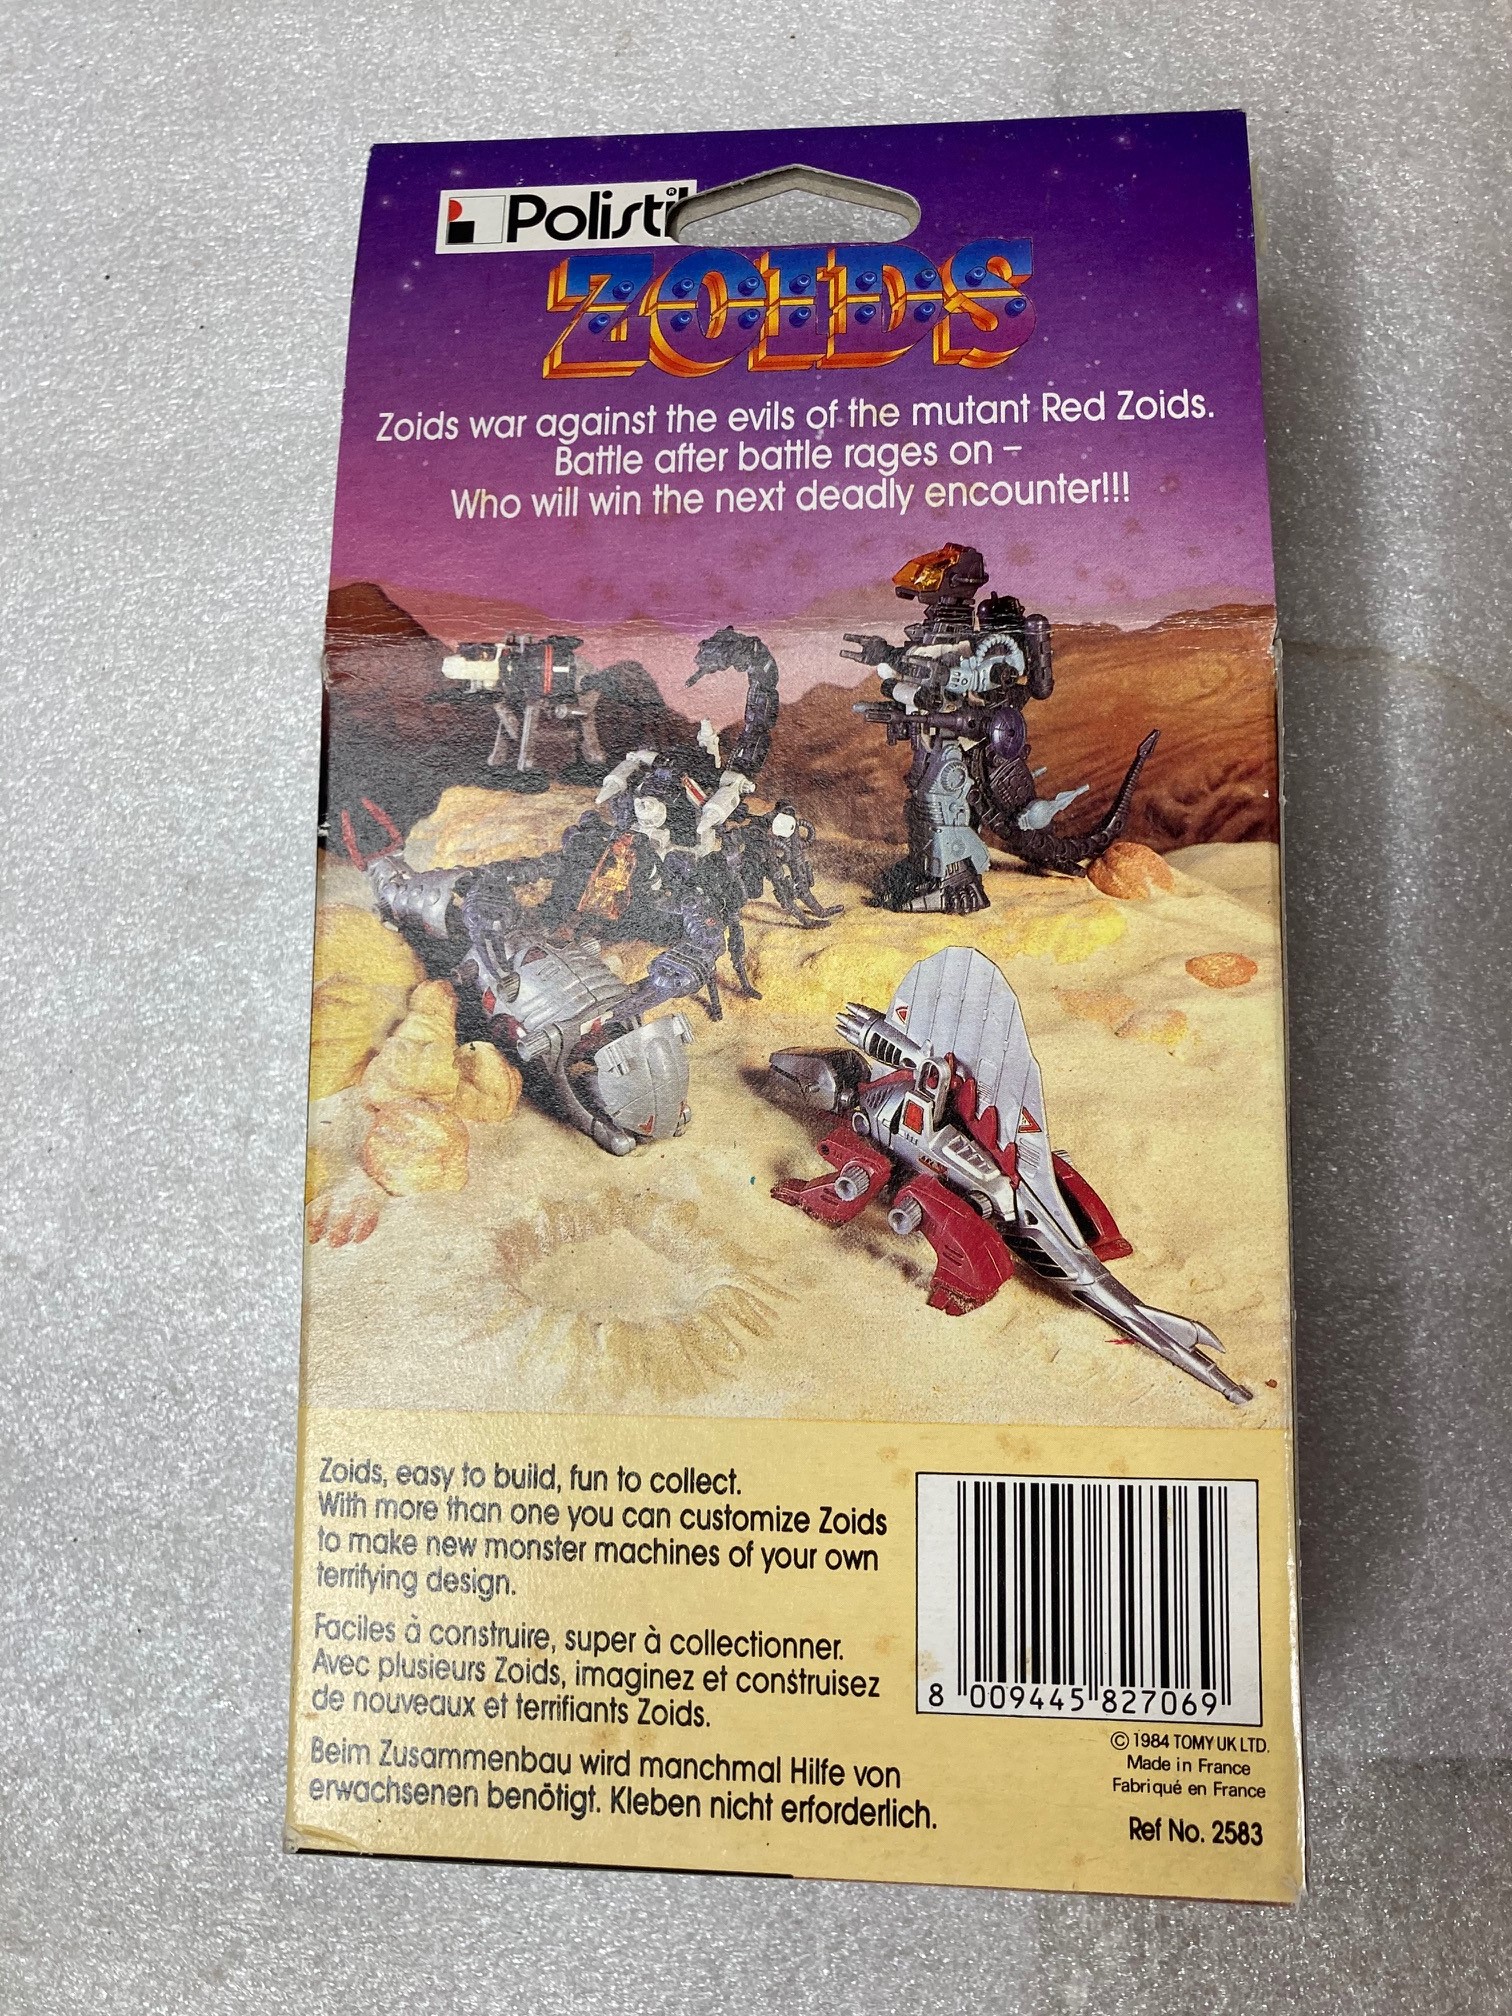 Polistil
ZOIDS
Zoids war against the evils of the mutant Red Zoids.
Battle after battle rages on –
Who will win the next deadly encounter!!!
Zoids, easy to build, fun to collect.
With more than one you can customize Zoids
to make new monster machines of your own
terrifying design.
Faciles à construire, super à collectionner.
Avec plusieurs Zoids, imaginez et construisez
de nouveaux et terrifiants Zoids.
Beim Zusammenbau wird manchmal Hilfe von
erwachsenen benötigt. Kleben nicht erforderlich.
8 009445 827069
© 1984 TOMY UK LTD.
Made in France
Fabriqué en France
Ref No. 2583